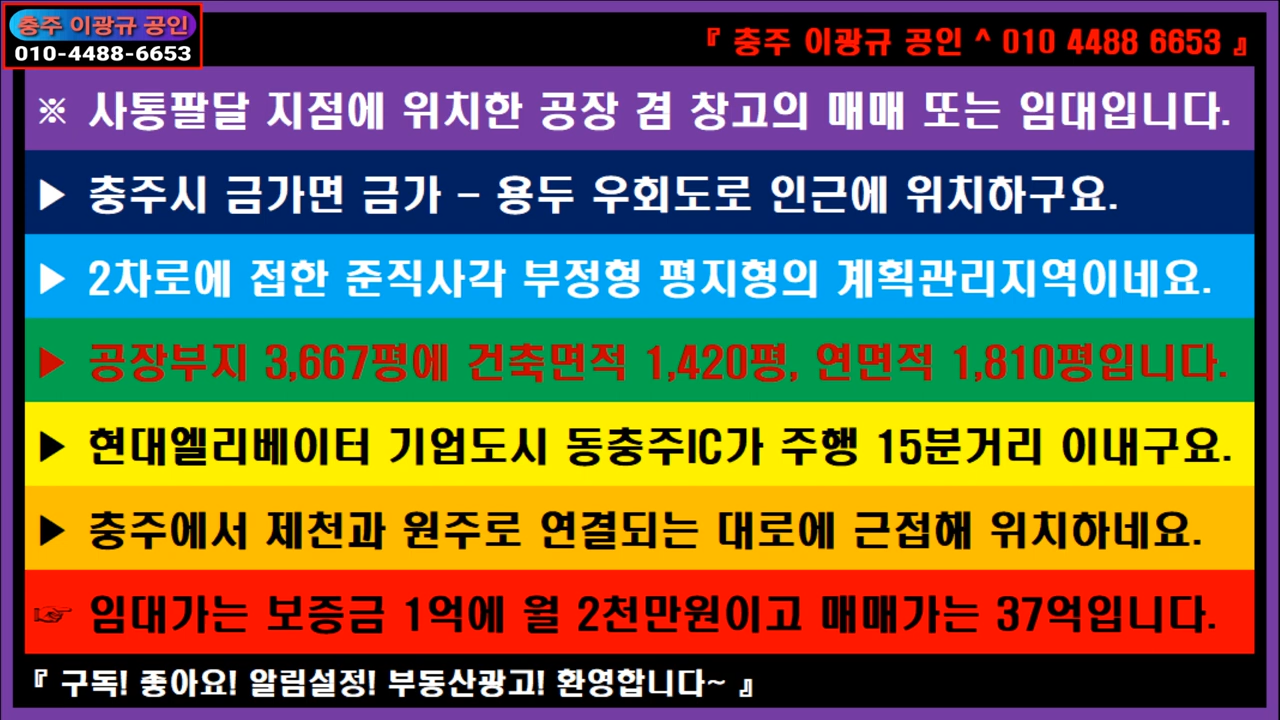 충주 이광규 공인
010-4488-6653
『 충주 이광규 공인 ^ 010 4488 6653 』
※ 사통팔달 지점에 위치한 공장 겸 창고의 매매 또는 임대입니다.
▶ 충주시 금가면 금가 - 용두 우회도로 인근에 위치하구요.
▶ 2차로에 접한 준직사각 부정형 평지형의 계획관리지역이네요.
▶ 공장부지 3,667평에 건축면적 1,420평, 연면적 1,810평입니다.
▶ 현대엘리베이터 기업도시 동충주IC가 주행 15분거리 이내구요.
▶ 충주에서 제천과 원주로 연결되는 대로에 근접해 위치하네요.
☞ 임대가는 보증금 1억에 월 2천만원이고 매매가는 37억입니다.
『 구독! 좋아요! 알림설정! 부동산광고! 환영합니다~ 』